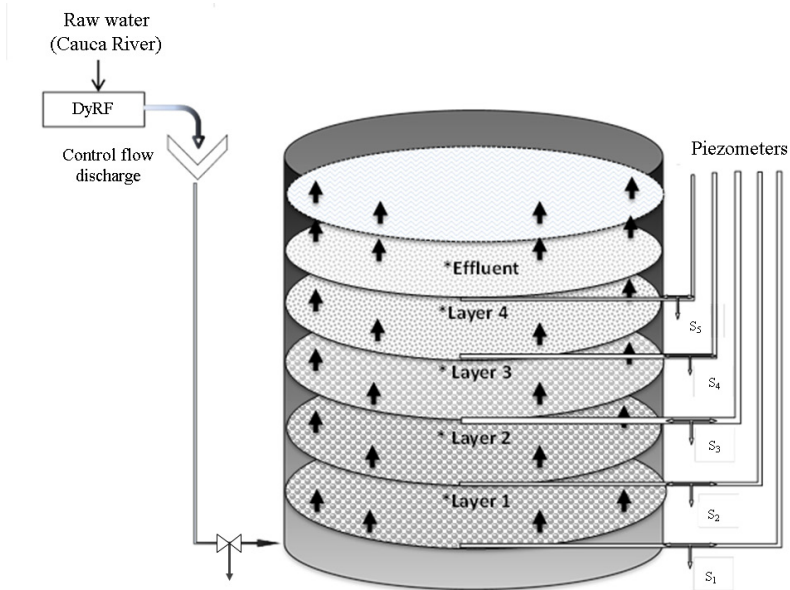 Raw water
(Cauca River)
DyRF
Control flow
discharge
Piezometers
*Effluent
*Layer 4
* Layer 3
* Layer 2
*Layer 1
S5
S4
S3
S2
S1